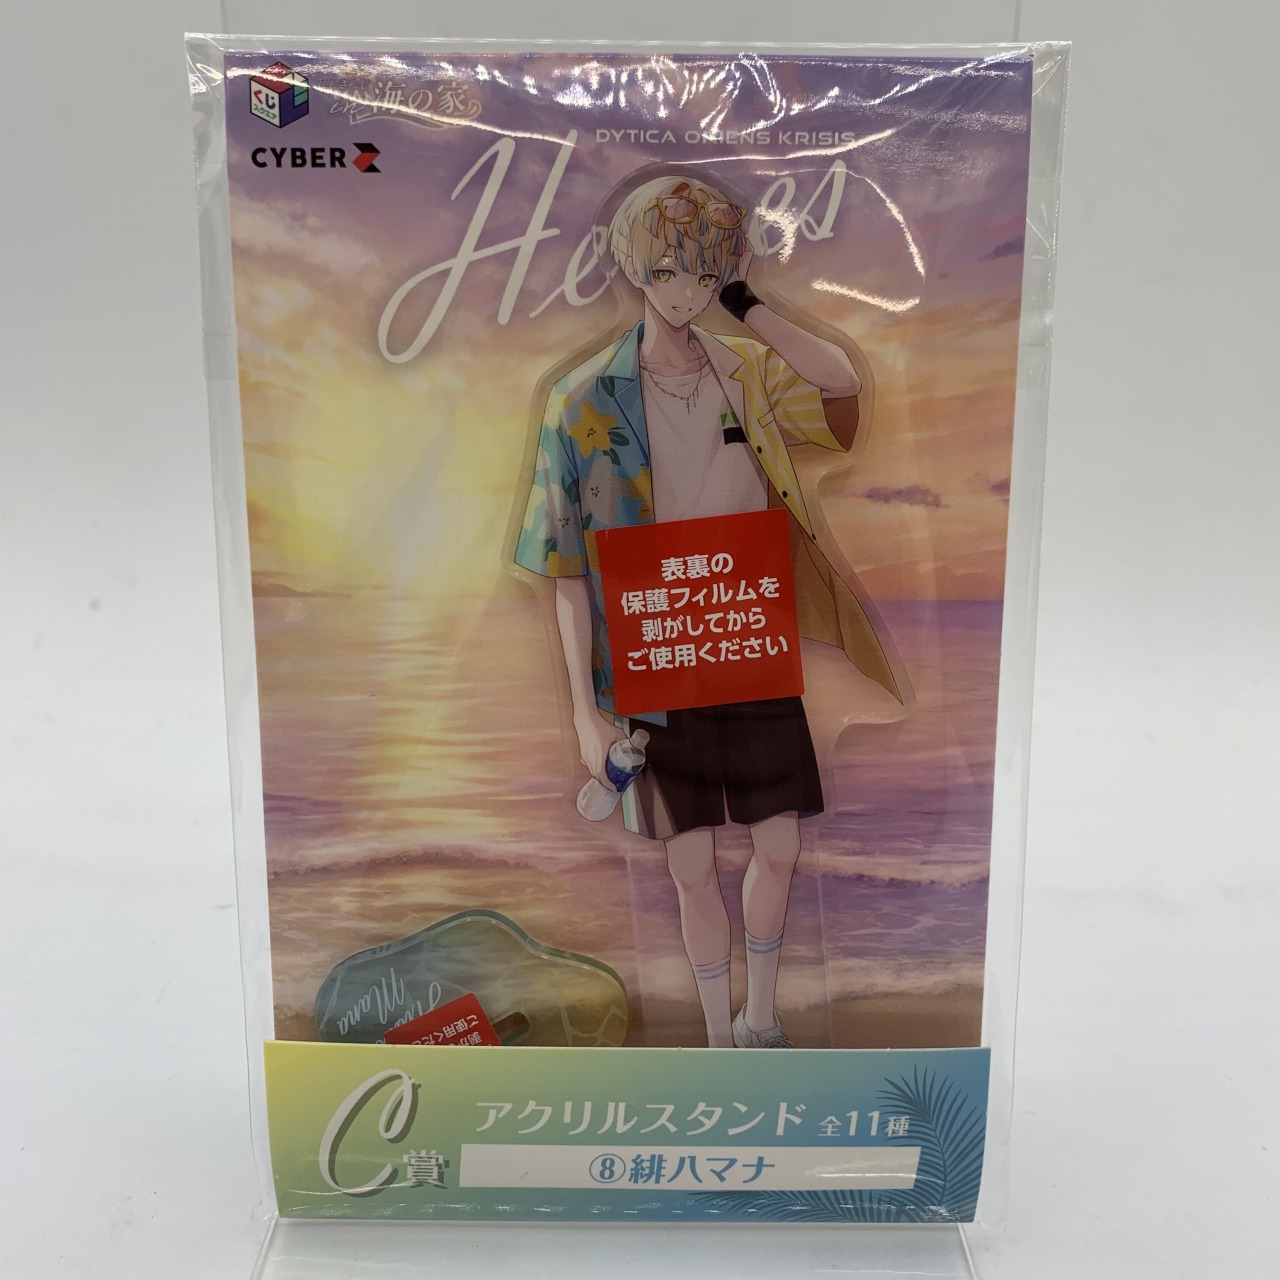 くじ
スクエア
海の家
CYBER Z
DYTICA ORIENS KRISIS
He es
表裏の
保護フィルムを
剥がしてから
ご使用ください
Mana
C賞
アクリルスタンド 全11種
⑧緋八マナ